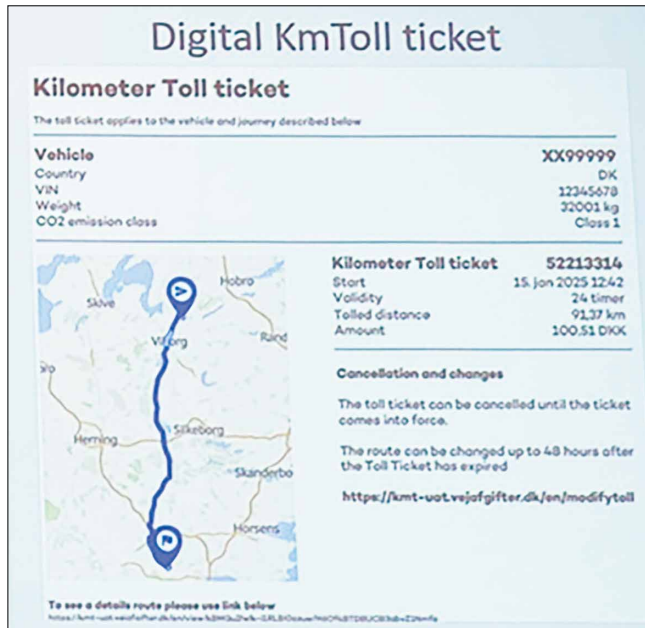 Digital KmToll ticket
Kilometer Toll ticket
The toll ticket applies to the vehicle and journey described below
Vehicle XX99999
Country DK
VIN 12345678
Weight 32001 kg
CO2 emission class Class 1
Kilometer Toll ticket 52213314
Start 15. jan 2025 12:42
Validity 24 timer
Tolled distance 91,37 km
Amount 100,51 DKK
Hobro
Skive
Viborg
Rand
Silkeborg
Herning
Skanderbo
Horsens
Cancellation and changes
The toll ticket can be cancelled until the ticket
comes into force.
The route can be changed up to 48 hours after
the Toll Ticket has expired
https://kmt-uat.vejafgifter.dk/en/modifytoll
To see a details route please use link below